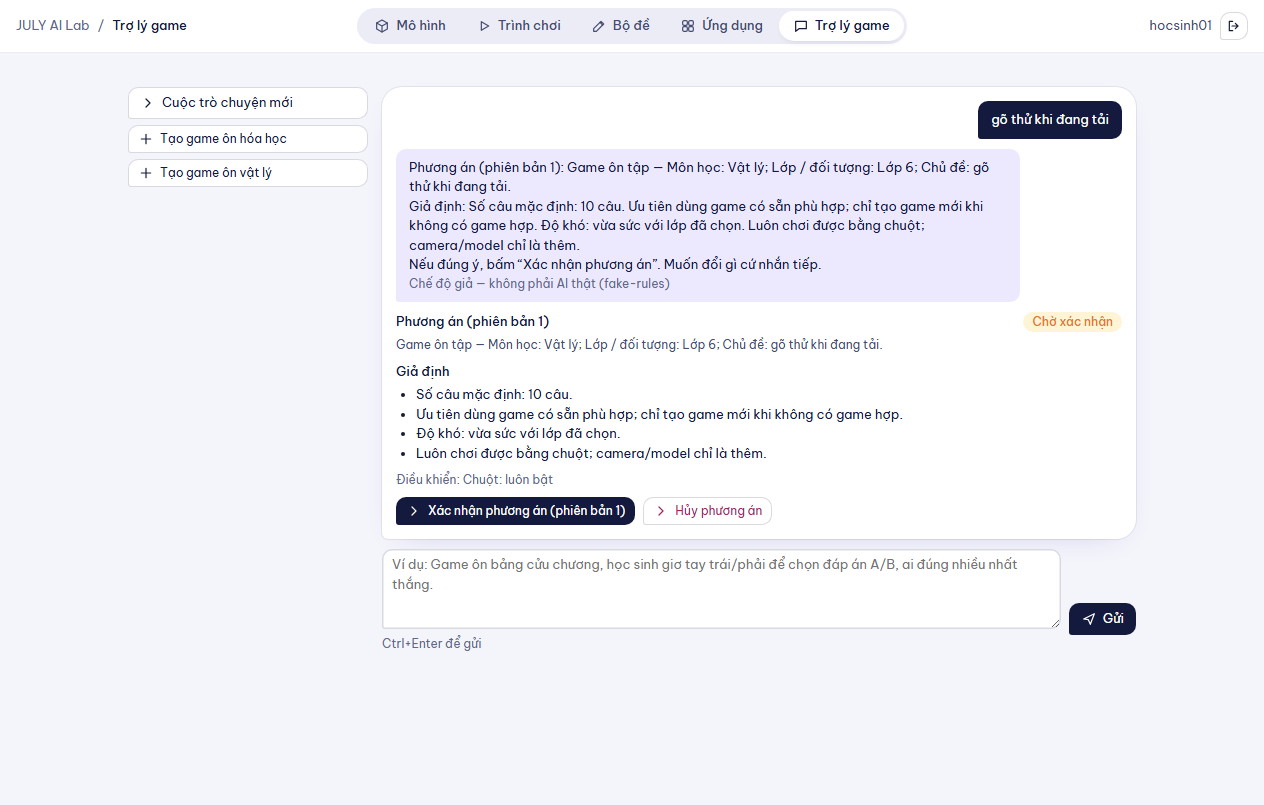 JULY AI Lab / Trợ lý game
Mô hình
Trình chơi
Bộ đề
Ứng dụng
Trợ lý game
hocsinh01
Cuộc trò chuyện mới
Tạo game ôn hóa học
Tạo game ôn vật lý
gõ thử khi đang tải
Phương án (phiên bản 1): Game ôn tập — Môn học: Vật lý; Lớp / đối tượng: Lớp 6; Chủ đề: gõ
thử khi đang tải.
Giả định: Số câu mặc định: 10 câu. Ưu tiên dùng game có sẵn phù hợp; chỉ tạo game mới khi
không có game hợp. Độ khó: vừa sức với lớp đã chọn. Luôn chơi được bằng chuột;
camera/model chỉ là thêm.
Nếu đúng ý, bấm “Xác nhận phương án”. Muốn đổi gì cứ nhắn tiếp.
Chế độ giả — không phải AI thật (fake-rules)
Phương án (phiên bản 1)
Chờ xác nhận
Game ôn tập — Môn học: Vật lý; Lớp / đối tượng: Lớp 6; Chủ đề: gõ thử khi đang tải.
Giả định
• Số câu mặc định: 10 câu.
• Ưu tiên dùng game có sẵn phù hợp; chỉ tạo game mới khi không có game hợp.
• Độ khó: vừa sức với lớp đã chọn.
• Luôn chơi được bằng chuột; camera/model chỉ là thêm.
Điều khiển: Chuột: luôn bật
Xác nhận phương án (phiên bản 1)
Hủy phương án
Ví dụ: Game ôn bảng cửu chương, học sinh giơ tay trái/phải để chọn đáp án A/B, ai đúng nhiều nhất
thắng.
Gửi
Ctrl+Enter để gửi